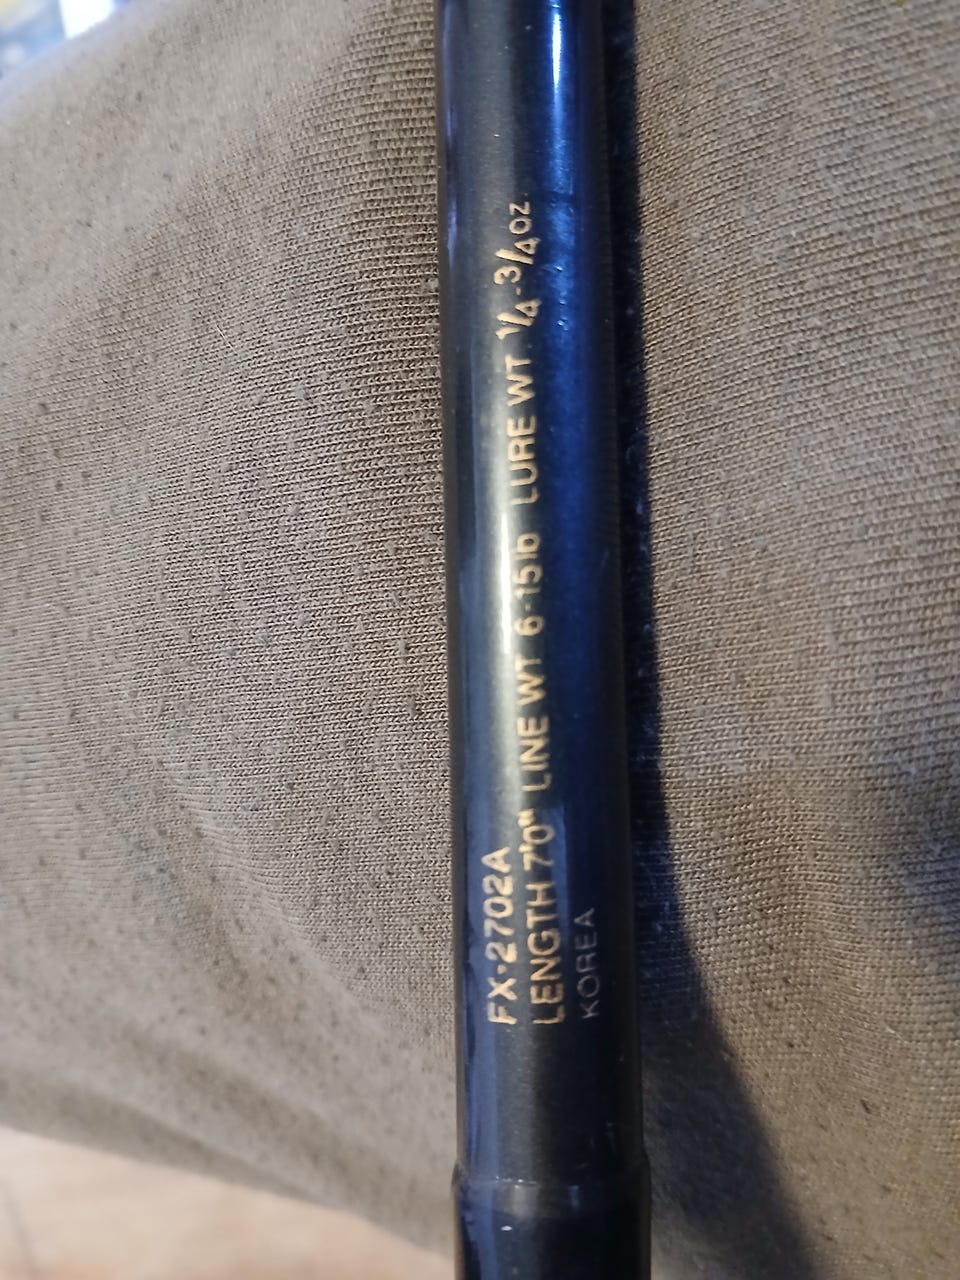 FX-2702A
LENGTH 7'0" LINE WT 6-15lb LURE WT 1/4-3/4oz.
KOREA